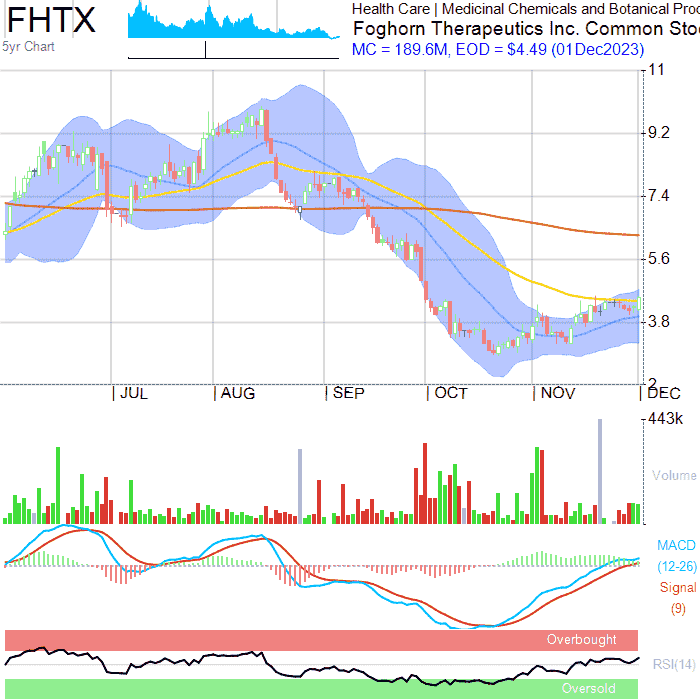 FHTX
5yr Chart
Health Care | Medicinal Chemicals and Botanical Pro
Foghorn Therapeutics Inc. Common Sto
MC = 189.6M, EOD = $4.49 (01Dec2023)
11
9.2
7.4
5.6
3.8
2
JUL AUG SEP OCT NOV DEC
443k
Volume
MACD
(12-26)
Signal
(9)
Overbought
RSI(14)
Oversold